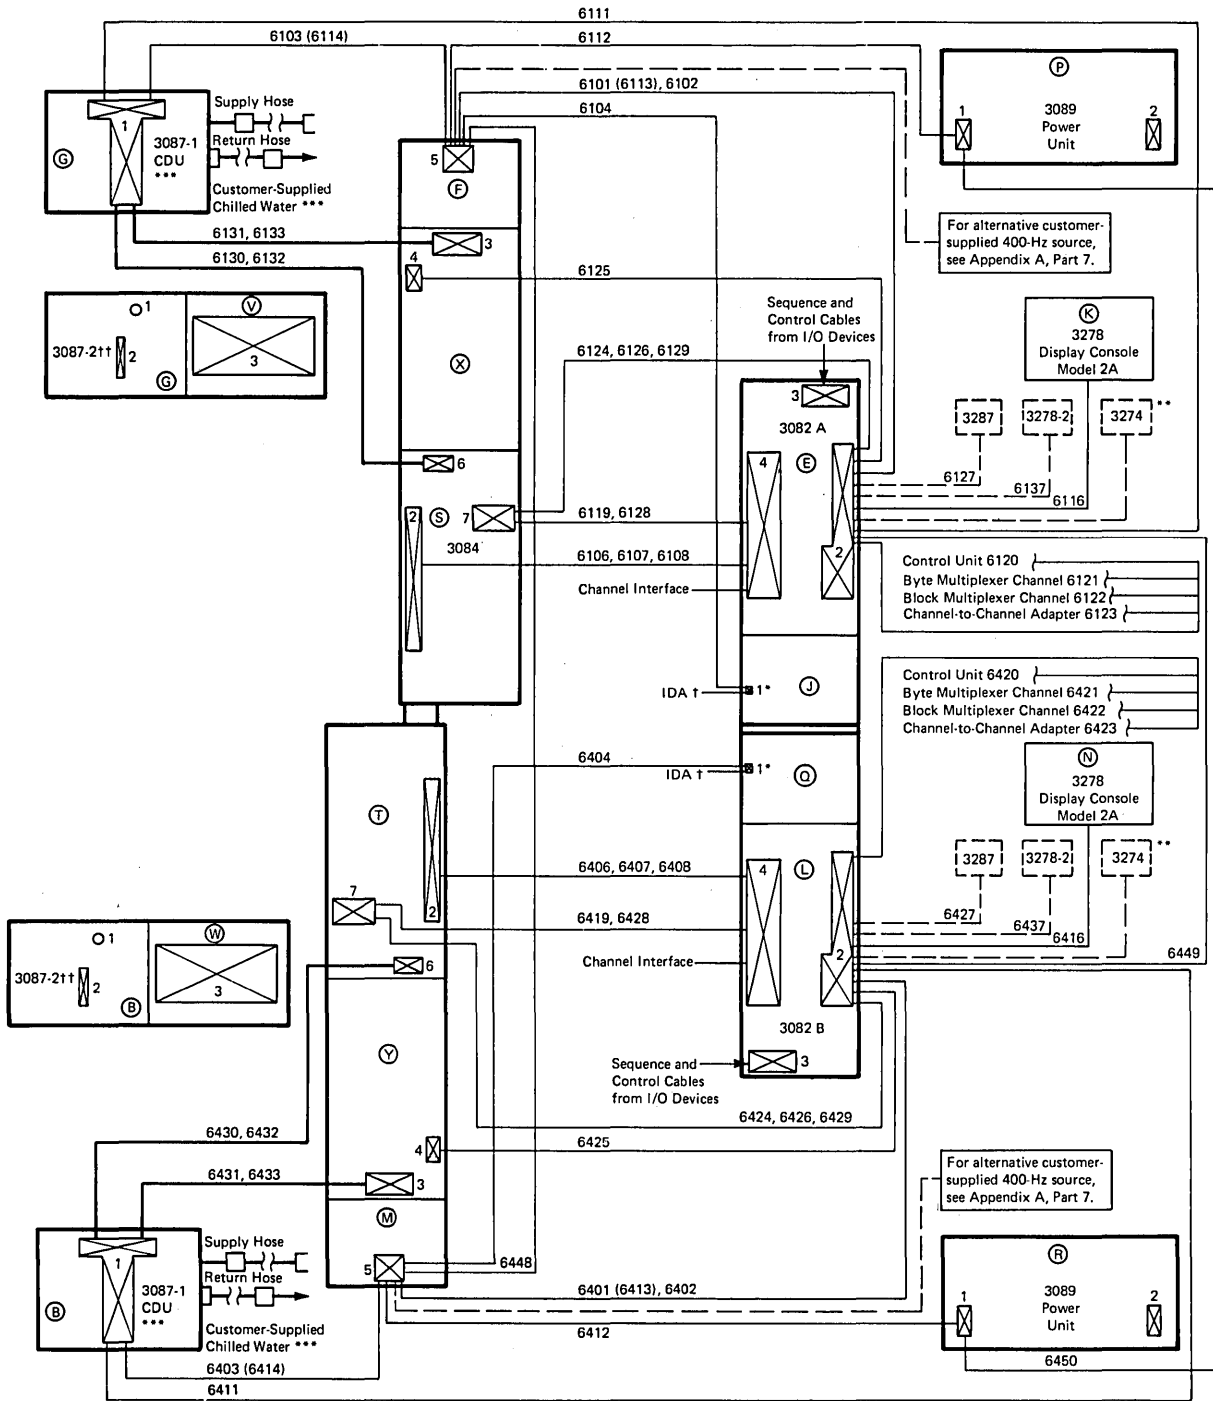 6111
6103 (6114)
6112
6101 (6113), 6102
6104
P
1
3089
Power
Unit
2
Supply Hose
1
3087-1
CDU
***
Return Hose
G
Customer-Supplied
Chilled Water ***
5
F
For alternative customer-
supplied 400-Hz source,
see Appendix A, Part 7.
6131, 6133
3
6130, 6132
4
6125
1
V
3087-2††
2
3
G
Sequence and
Control Cables
from I/O Devices
K
3278
Display Console
Model 2A
6124, 6126, 6129
X
3
3082 A
3287
3278-2
3274
**
4
E
6
6127
6137
6116
2
S
7
3084
6119, 6128
6106, 6107, 6108
2
Channel Interface
Control Unit 6120
Byte Multiplexer Channel 6121
Block Multiplexer Channel 6122
Channel-to-Channel Adapter 6123
IDA †
1*
J
Control Unit 6420
Byte Multiplexer Channel 6421
Block Multiplexer Channel 6422
Channel-to-Channel Adapter 6423
6404
IDA †
1*
Q
N
3278
Display Console
Model 2A
T
3287
3278-2
3274
**
6406, 6407, 6408
4
L
7
2
6419, 6428
6427
6437
6416
1
W
3087-2††
2
3
B
6
Channel Interface
2
6449
3082 B
Y
Sequence and
Control Cables
from I/O Devices
3
6424, 6426, 6429
6430, 6432
4
6425
6431, 6433
3
For alternative customer-
supplied 400-Hz source,
see Appendix A, Part 7.
M
Supply Hose
1
3087-1
CDU
***
Return Hose
B
Customer-Supplied
Chilled Water ***
5
6448
6401 (6413), 6402
6412
R
1
3089
Power
Unit
2
6450
6403 (6414)
6411